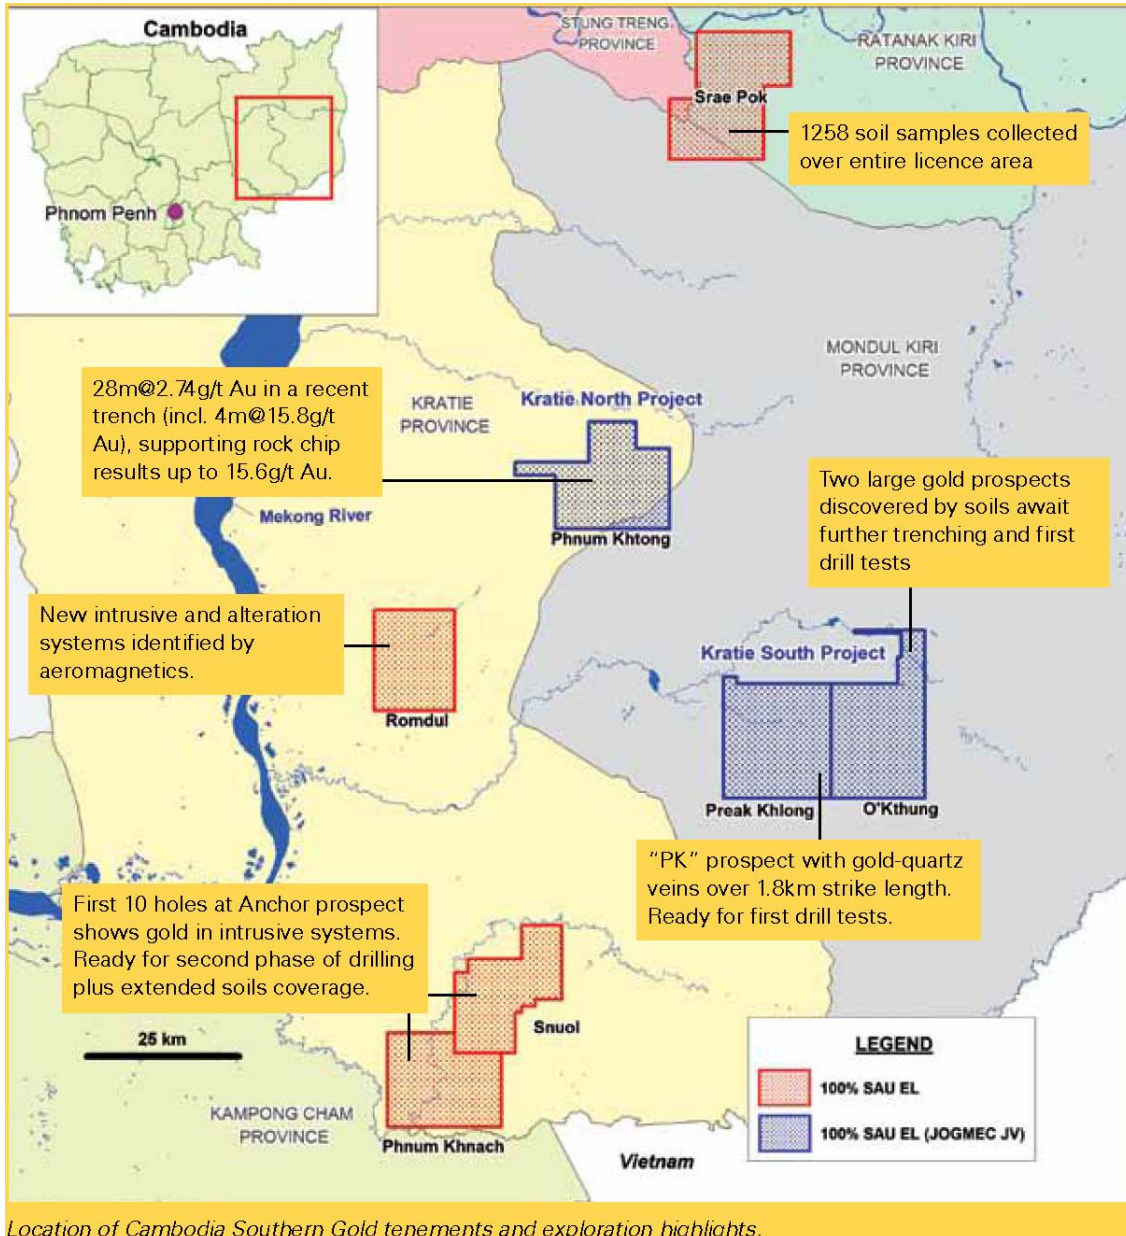 Cambodia
Phnom Penh
STUNG TRENG
PROVINCE
RATANAK KIRI
PROVINCE
Srae Pok
1258 soil samples collected
over entire licence area
MONDUL KIRI
PROVINCE
28m@2.74g/t Au in a recent
trench (incl. 4m@15.8g/t
Au), supporting rock chip
results up to 15.6g/t Au.
KRATIE
PROVINCE
Kratie North Project
Phnum Khtong
Mekong River
Two large gold prospects
discovered by soils await
further trenching and first
drill tests
New intrusive and alteration
systems identified by
aeromagnetics.
Romdul
Kratie South Project
Preak Khlong
O'Kthung
"PK" prospect with gold-quartz
veins over 1.8km strike length.
Ready for first drill tests.
First 10 holes at Anchor prospect
shows gold in intrusive systems.
Ready for second phase of drilling
plus extended soils coverage.
Snuol
25 km
KAMPONG CHAM
PROVINCE
Phnum Khnach
Vietnam
LEGEND
100% SAU EL
100% SAU EL (JOGMEC JV)
Location of Cambodia Southern Gold tenements and exploration highlights.